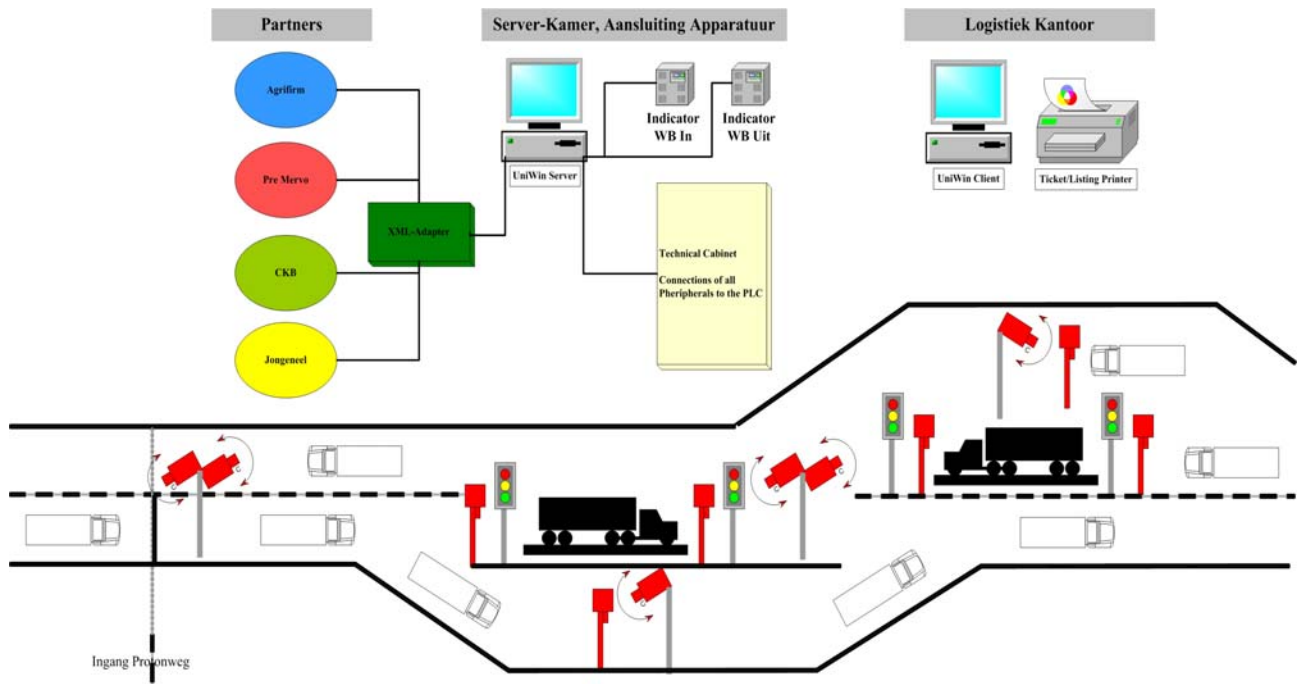 Partners
Server-Kamer, Aansluiting Apparatuur
Logistiek Kantoor
Agrifirm
Pre Mervo
CKB
Jongeneel
XML-Adapter
UniWin Server
Indicator
WB In
Indicator
WB Uit
Technical Cabinet
Connections of all
Pheripherals to the PLC
UniWin Client
Ticket/Listing Printer
Ingang Protonweg